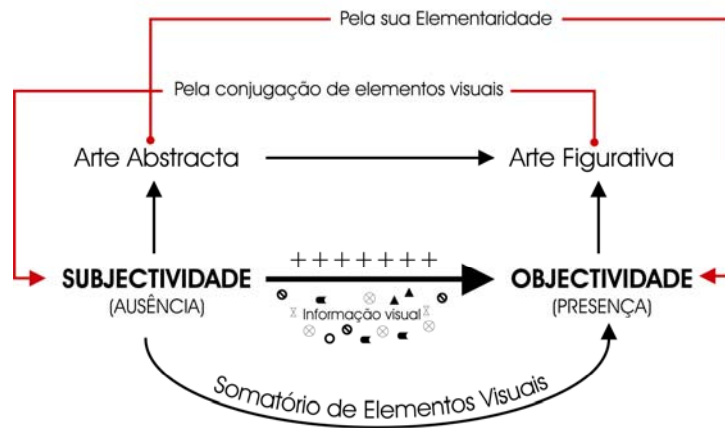 Pela sua Elementaridade
Pela conjugação de elementos visuais
Arte Abstracta
Arte Figurativa
+ + + + + + +
SUBJECTIVIDADE
OBJECTIVIDADE
(AUSÊNCIA)
(PRESENÇA)
Informação visual
Somatório de Elementos Visuais